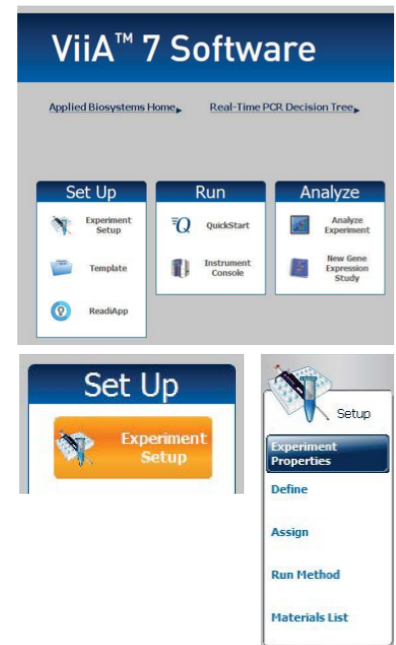 ViiA™ 7 Software
Applied Biosystems Home
Real-Time PCR Decision Tree
Set Up
Experiment
Setup
Template
ReadiApp
Run
QuickStart
Instrument
Console
Analyze
Analyze
Experiment
New Gene
Expression
Study
Set Up
Experiment
Setup
Setup
Experiment
Properties
Define
Assign
Run Method
Materials List